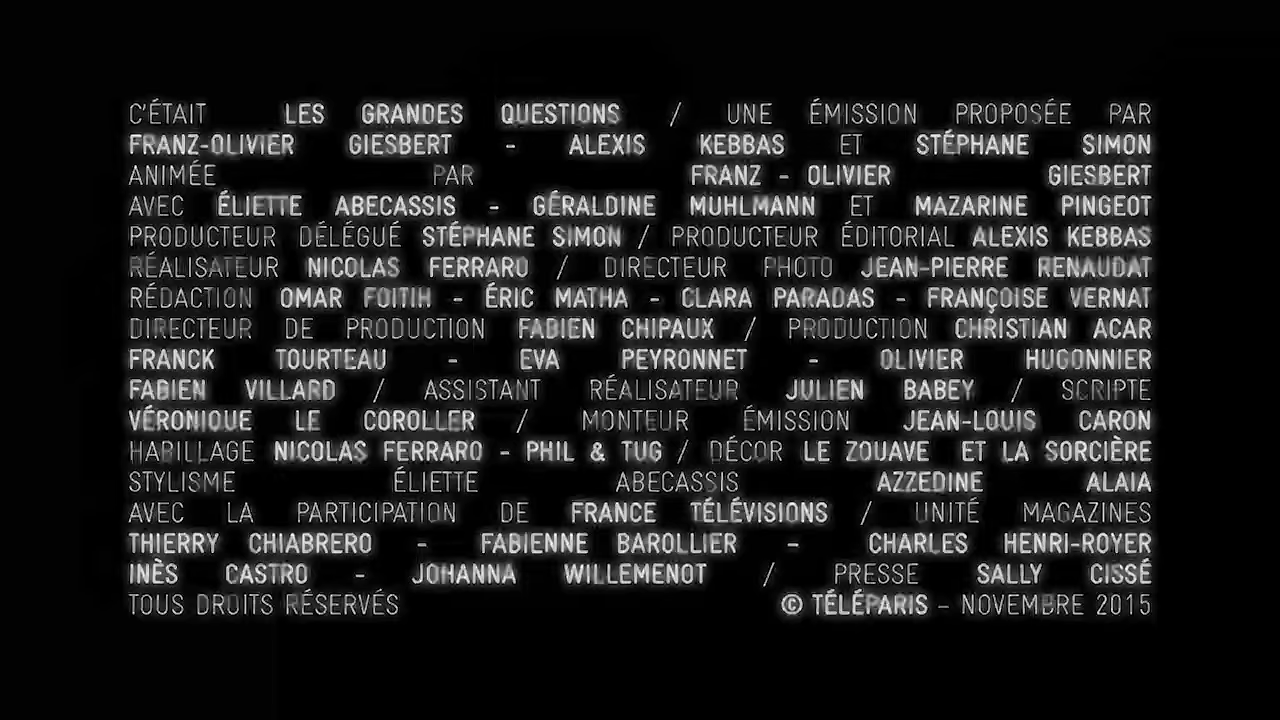 C'ÉTAIT LES GRANDES QUESTIONS / UNE ÉMISSION PROPOSÉE PAR
FRANZ-OLIVIER GIESBERT - ALEXIS KEBBAS ET STÉPHANE SIMON
ANIMÉE PAR FRANZ - OLIVIER GIESBERT
AVEC ÉLIETTE ABECASSIS - GÉRALDINE MUHLMANN ET MAZARINE PINGEOT
PRODUCTEUR DÉLÉGUÉ STÉPHANE SIMON / PRODUCTEUR ÉDITORIAL ALEXIS KEBBAS
RÉALISATEUR NICOLAS FERRARO / DIRECTEUR PHOTO JEAN-PIERRE RENAUDAT
RÉDACTION OMAR - ÉRIC MATHA - CLARA PARADAS - FRANÇOISE VERNAT
DIRECTEUR DE PRODUCTION FABIEN CHIPAUX / PRODUCTION CHRISTIAN ACAR
FRANCK TOURTEAU - EVA PEYRONNET - OLIVIER HUGONNIER
FABIEN VILLARD / ASSISTANT RÉALISATEUR JULIEN BABEY / SCRIPTE
VÉRONIQUE LE COROLLER / MONTEUR ÉMISSION JEAN-LOUIS CARON
HABILLAGE NICOLAS FERRARO - PHIL & TUG / DÉCOR LE ZOUAVE ET LA SORCIÈRE
STYLISME ÉLIETTE ABECASSIS AZZEDINE ALAIA
AVEC LA PARTICIPATION DE FRANCE TÉLÉVISIONS / UNITÉ MAGAZINES
THIERRY CHIABRERO - FABIENNE BAROLLIER - CHARLES HENRI-ROYER
INÈS CASTRO - JOHANNA WILLEMENOT / PRESSE SALLY CISSÉ
TOUS DROITS RÉSERVÉS © TÉLÉPARIS - NOVEMBRE 2015